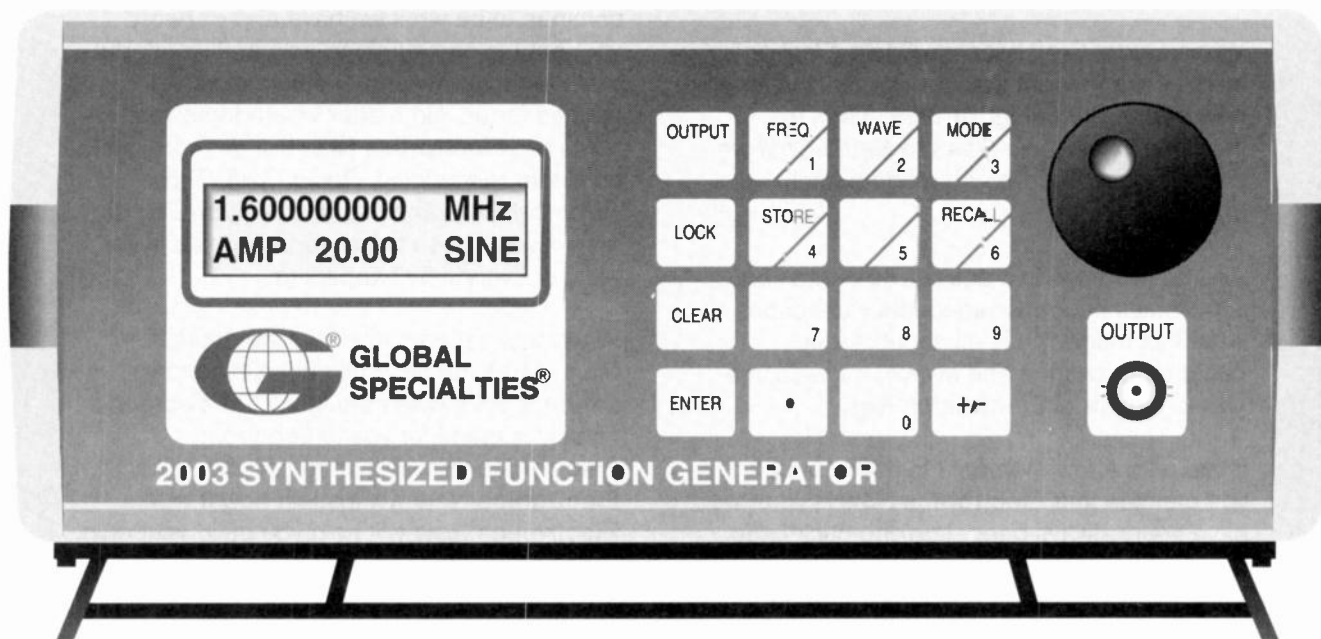 1.600000000 MHz
AMP 20.00 SINE
GLOBAL
SPECIALTIES®
®
OUTPUT FREQ 1 WAVE 2 MODE 3
LOCK STORE 4 5 RECALL 6
CLEAR 7 8 9
ENTER • 0 +/-
OUTPUT
2003 SYNTHESIZED FUNCTION GENERATOR